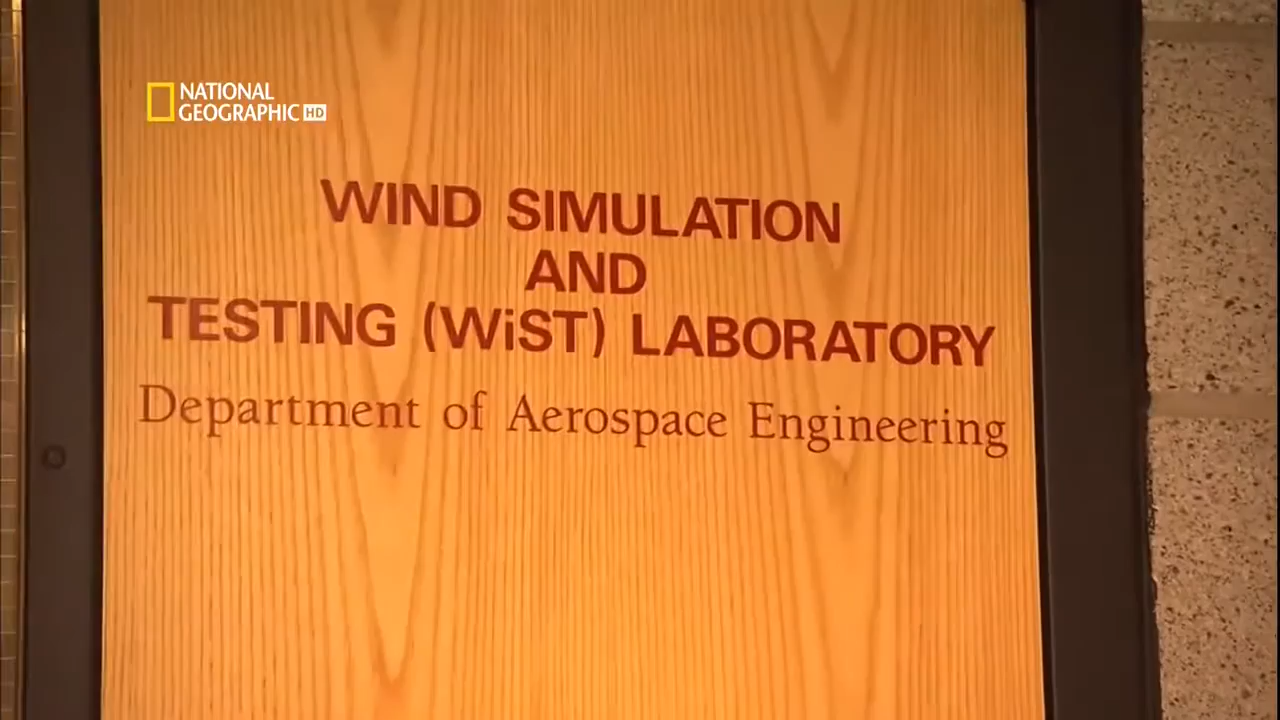 NATIONAL
GEOGRAPHIC HD
WIND SIMULATION
AND
TESTING (WiST) LABORATORY
Department of Aerospace Engineering